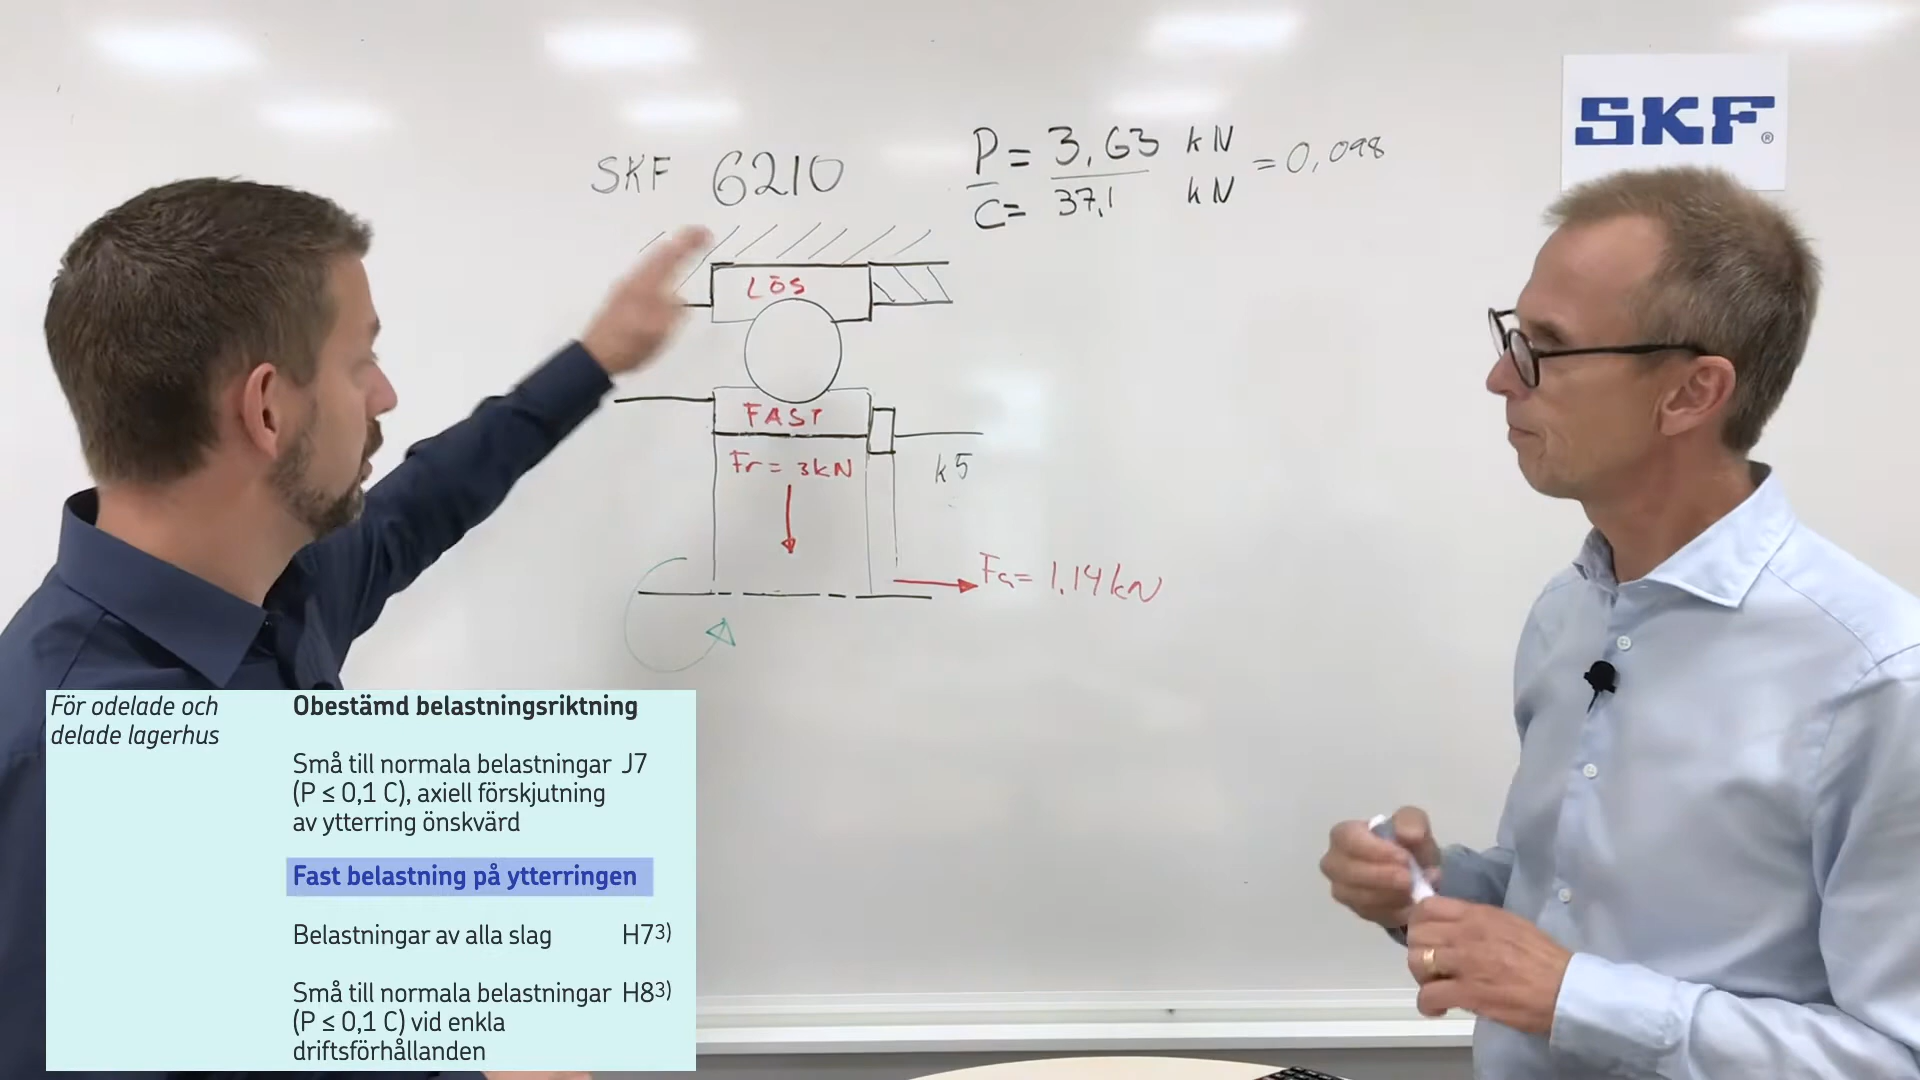 SKF 6210
P = 3,63 kN = 0,098
C = 37,1 kN
SKF®
LÖS
FAST
Fr = 3kN
k5
Fa = 1.14kN
För odelade och
delade lagerhus
Obestämd belastningsriktning
Små till normala belastningar J7
(P ≤ 0,1 C), axiell förskjutning
av ytterring önskvärd
Fast belastning på ytterringen
Belastningar av alla slag H7 3)
Små till normala belastningar H8 3)
(P ≤ 0,1 C) vid enkla
driftsförhållanden